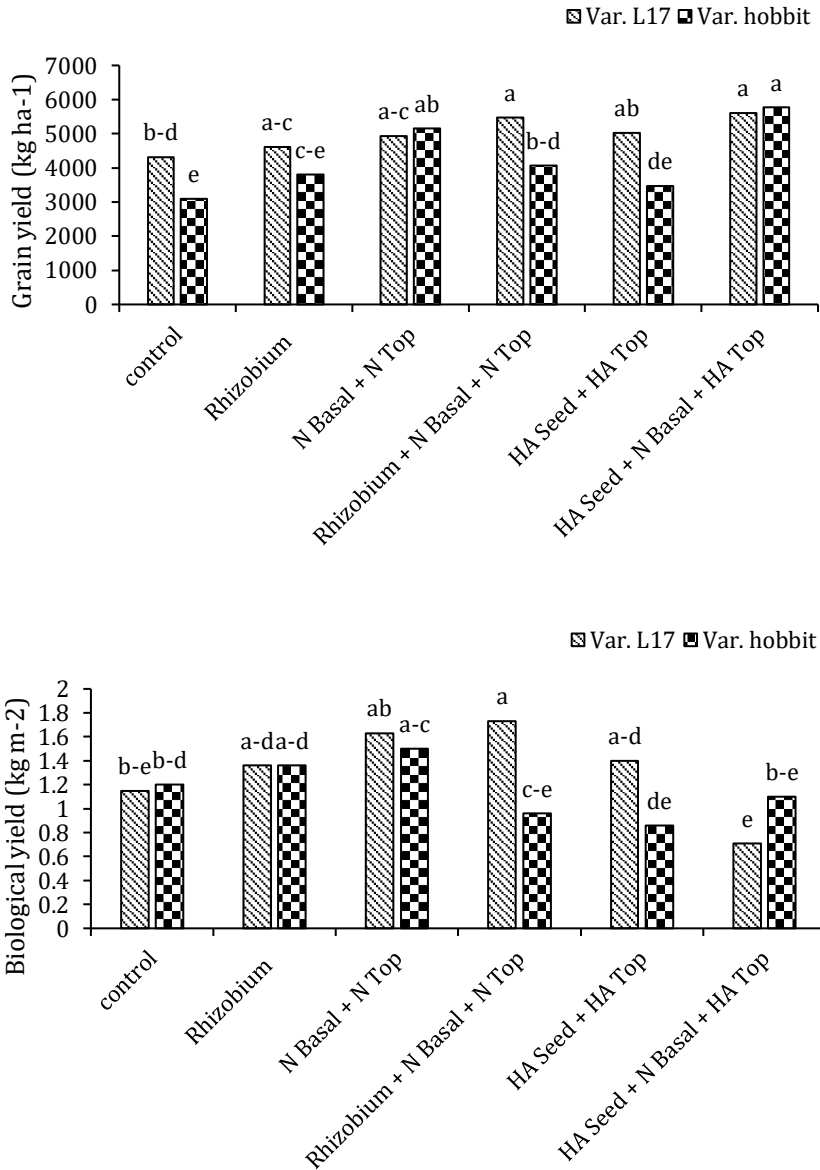 Var. L17 Var. hobbit
Grain yield (kg ha-1)
7000
6000
5000
4000
3000
2000
1000
0
b-d
e
a-c
c-e
a-c
ab
a
b-d
ab
de
a
a
control
Rhizobium
N Basal + N Top
Rhizobrium + N Basal + N Top
HA Seed + HA Top
HA Seed + N Basal + HA Top
Var. L17 Var. hobbit
Biological yield (kg m-2)
2
1.8
1.6
1.4
1.2
1
0.8
0.6
0.4
0.2
0
b-e
b-d
a-d
a-d
ab
a-c
a
c-e
a-d
de
e
b-e
control
Rhizobium
N Basal + N Top
Rhizobrium + N Basal + N Top
HA Seed + HA Top
HA Seed + N Basal + HA Top